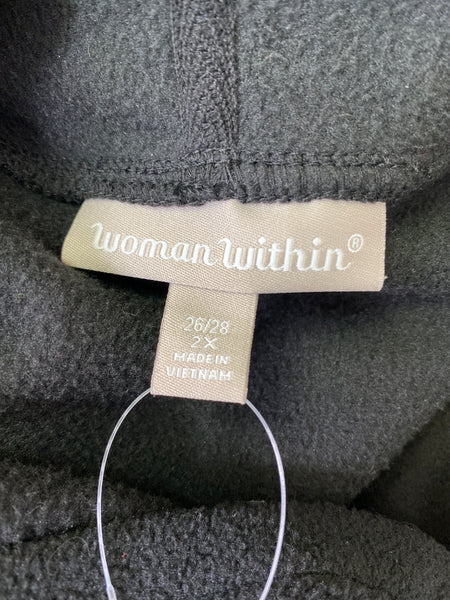 Woman Within®
26/28
2X
MADE IN
VIETNAM